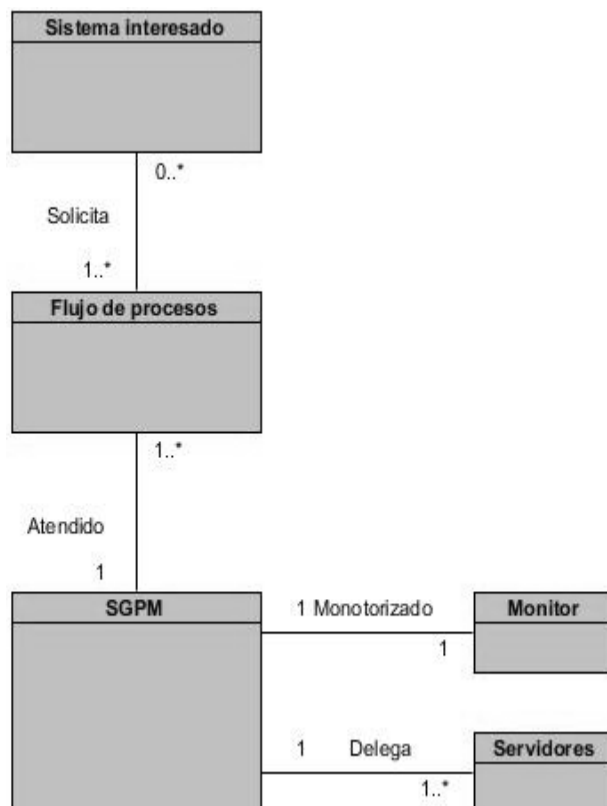 Sistema interesado
0..*
Solicita
1..*
Flujo de procesos
1..*
Atendido
1
SGPM
1 Monotorizado
Monitor
1
1 Delega
Servidores
1..*